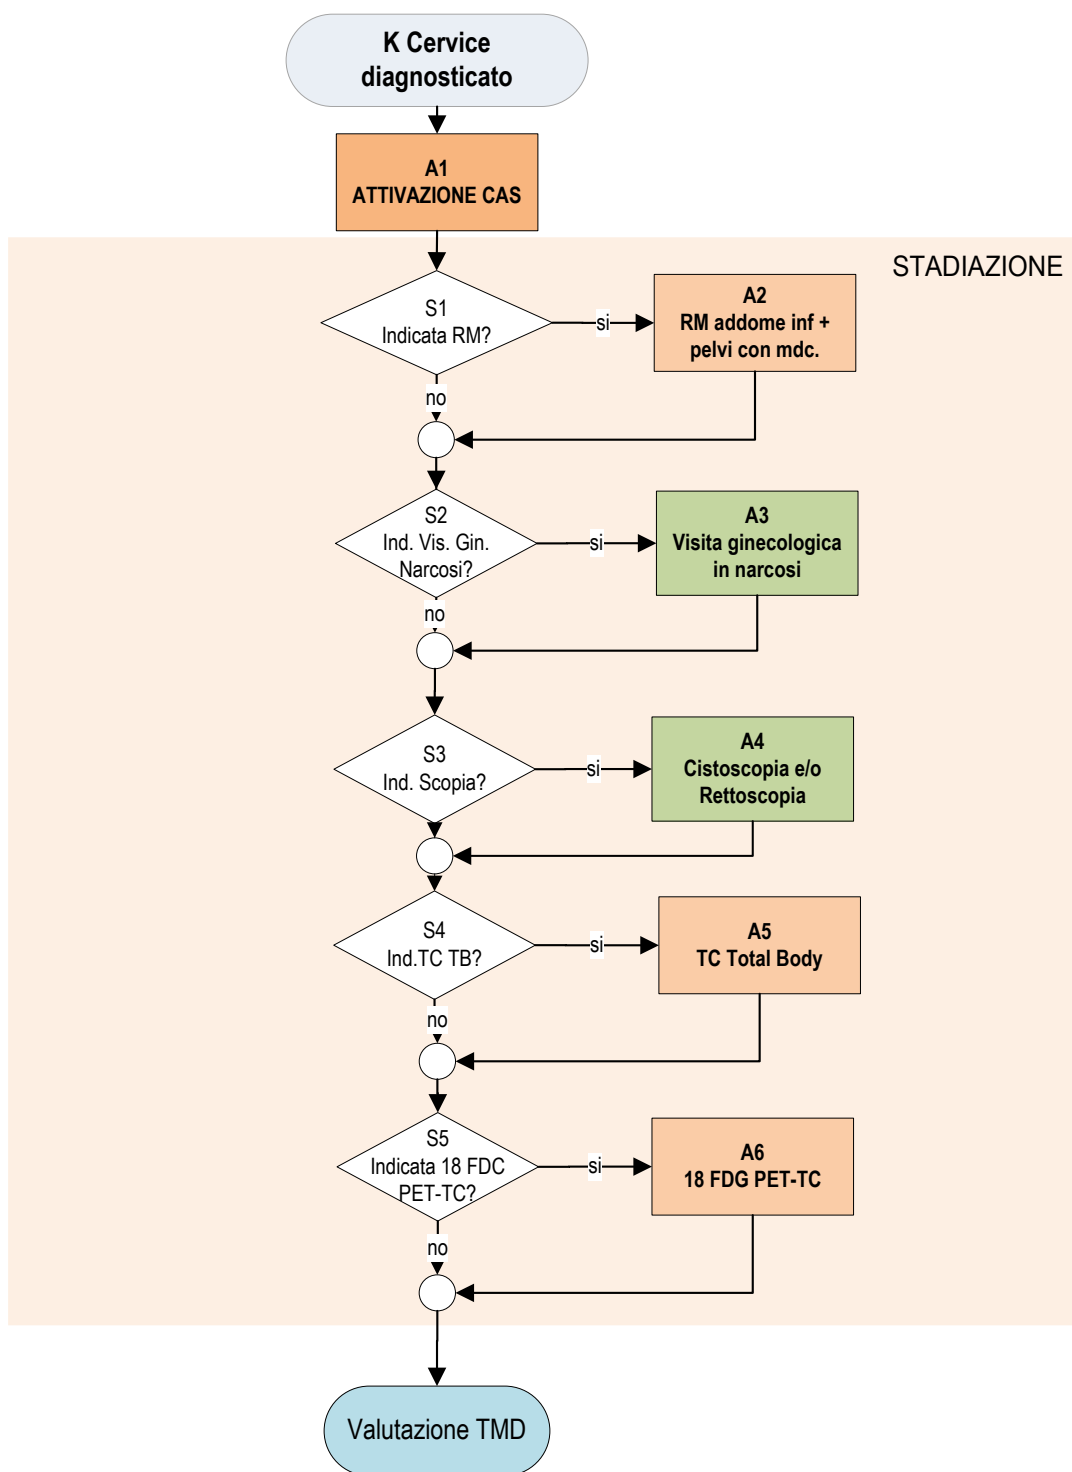 K Cervice
diagnosticato
A1
ATTIVAZIONE CAS
STADIAZIONE
S1
Indicata RM?
si
A2
RM addome inf +
pelvi con mdc.
no
S2
Ind. Vis. Gin.
Narcosi?
si
A3
Visita ginecologica
in narcosi
no
S3
Ind. Scopia?
si
A4
Cistoscopia e/o
Rettoscopia
S4
Ind.TC TB?
si
A5
TC Total Body
no
S5
Indicata 18 FDC
PET-TC?
si
A6
18 FDG PET-TC
no
Valutazione TMD